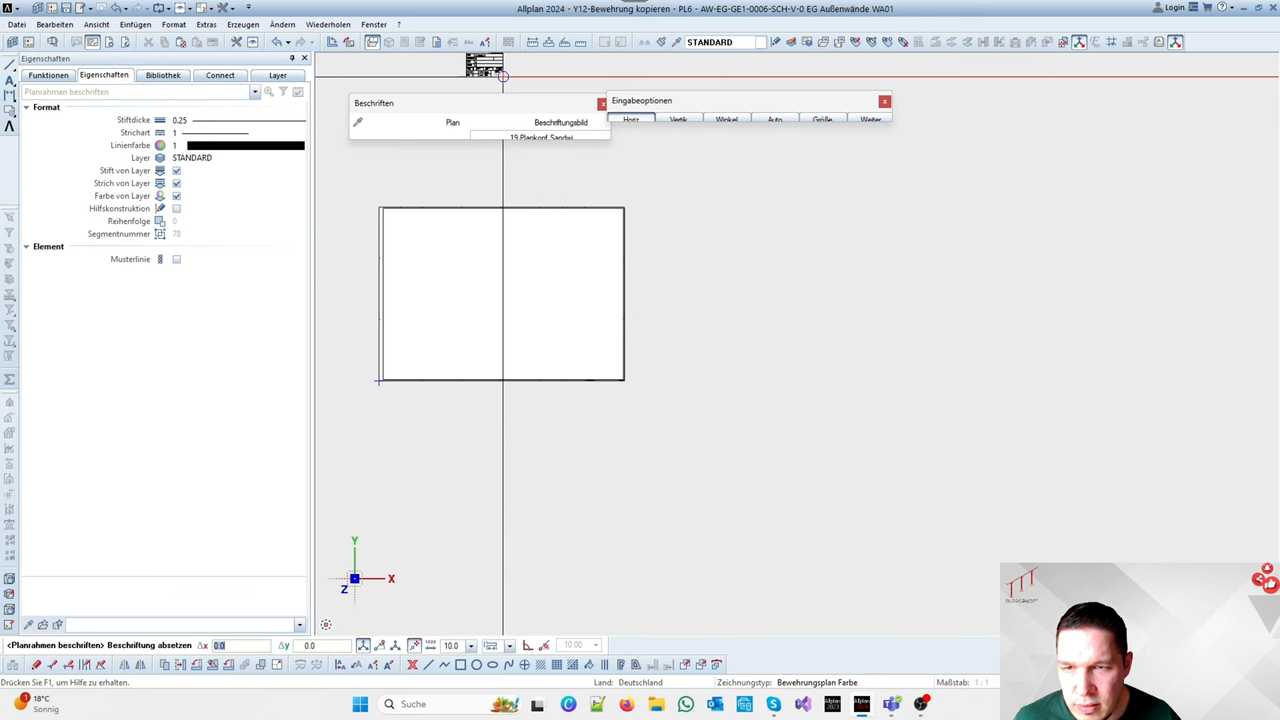 Allplan 2024 - Y12-Bewehrung kopieren - PL6 - AW-EG-GE1-0006-SCH-V-0 EG Außenwände WA01
Login
Datei Bearbeiten Ansicht Einfügen Format Extras Erzeugen Ändern Wiederholen Fenster ?
STANDARD
Eigenschaften
Funktionen Eigenschaften Bibliothek Connect Layer
Planrahmen beschriften
Format
Stiftdicke 0.25
Strichart 1
Linienfarbe 1
Layer STANDARD
Stift von Layer
Strich von Layer
Farbe von Layer
Hilfskonstruktion
Reihenfolge 0
Segmentnummer 78
Element
Musterlinie
Beschriften
Plan Beschriftungsbild
19 Plankopf Sandwi...
Eingabeoptionen
Horiz Vertik Winkel Auto Größe Weiter
Y
X
Z
<Planrahmen beschriften> Beschriftung absetzen Δx 0.0 Δy 0.0 10.0 10.00
Drücken Sie F1, um Hilfe zu erhalten. Land: Deutschland Zeichnungstyp: Bewehrungsplan Farbe Maßstab: 1 : 1
18°C
Sonnig
Suche